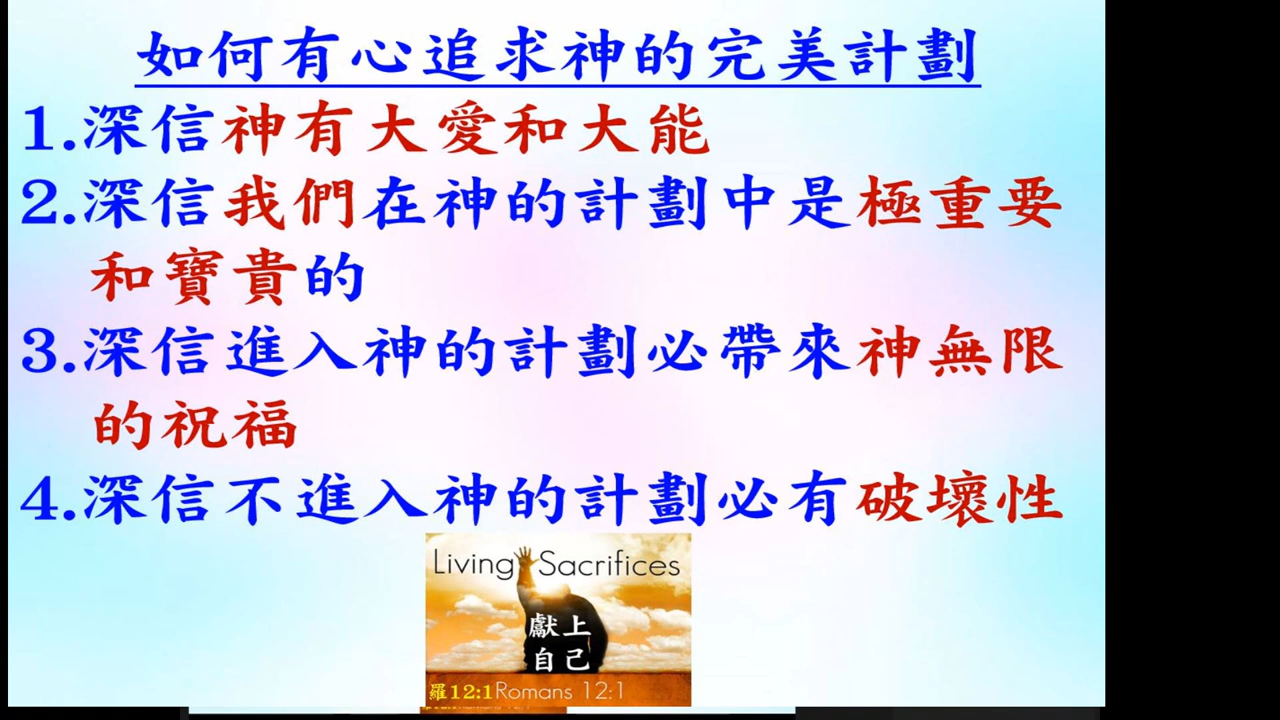 如何有心追求神的完美計劃
1.深信神有大愛和大能
2.深信我們在神的計劃中是極重要
和寶貴的
3.深信進入神的計劃必帶來神無限
的祝福
4.深信不進入神的計劃必有破壞性
Living Sacrifices
獻上
自己
羅12:1Romans 12:1